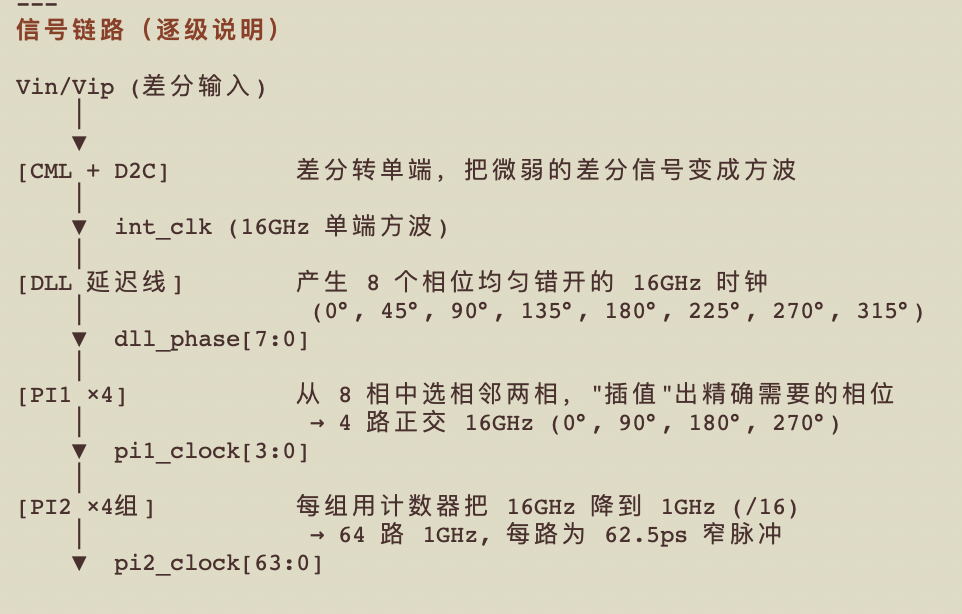 ---
信号链路（逐级说明）
Vin/Vip (差分输入)
│
▼
[CML + D2C] 差分转单端, 把微弱的差分信号变成方波
│
▼ int_clk (16GHz 单端方波)
│
[DLL 延迟线] 产生 8 个相位均匀错开的 16GHz 时钟
│ (0°, 45°, 90°, 135°, 180°, 225°, 270°, 315°)
▼ dll_phase[7:0]
│
[PI1 ×4] 从 8 相中选相邻两相, "插值"出精确需要的相位
│ → 4 路正交 16GHz (0°, 90°, 180°, 270°)
▼ pi1_clock[3:0]
│
[PI2 ×4组] 每组用计数器把 16GHz 降到 1GHz (/16)
│ → 64 路 1GHz, 每路为 62.5ps 窄脉冲
▼ pi2_clock[63:0]